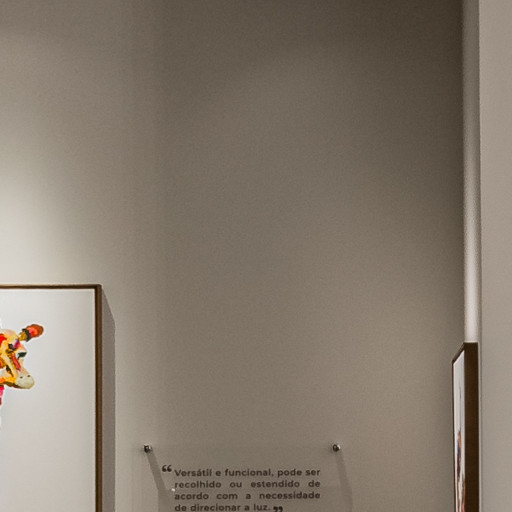 “ Versátil e funcional, pode ser
recolhido ou estendido de
acordo com a necessidade
de direcionar a luz. ”